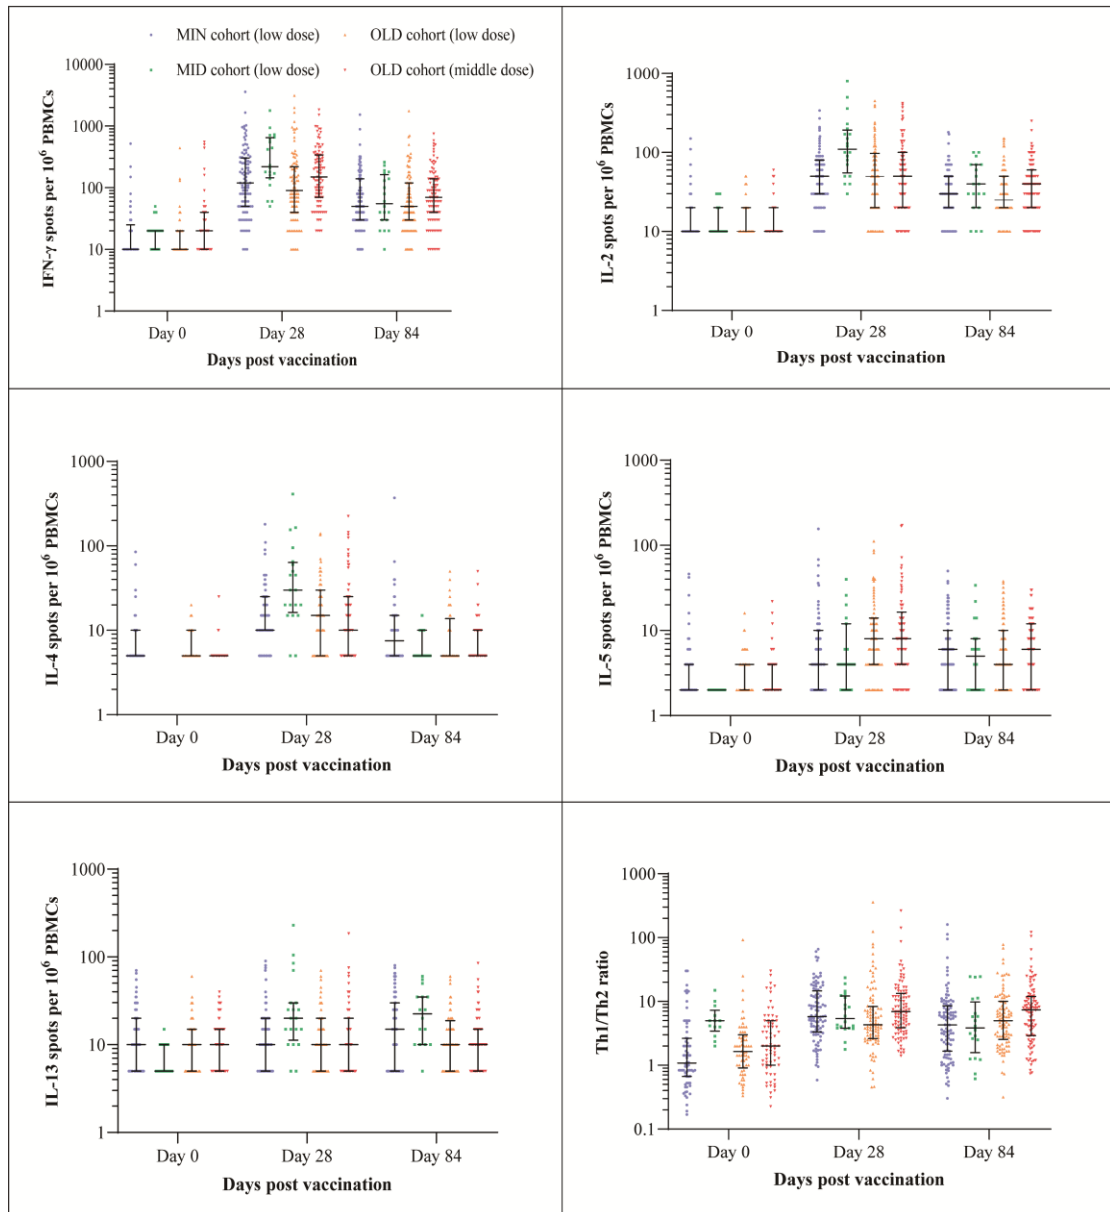 MIN cohort (low dose) OLD cohort (low dose)
MID cohort (low dose) OLD cohort (middle dose)
IFN-γ spots per 10⁶ PBMCs
10000
1000
100
10
1
Day 0 Day 28 Day 84
Days post vaccination
IL-2 spots per 10⁶ PBMCs
1000
100
10
1
Day 0 Day 28 Day 84
Days post vaccination
IL-4 spots per 10⁶ PBMCs
1000
100
10
1
Day 0 Day 28 Day 84
Days post vaccination
IL-5 spots per 10⁶ PBMCs
1000
100
10
1
Day 0 Day 28 Day 84
Days post vaccination
IL-13 spots per 10⁶ PBMCs
1000
100
10
1
Day 0 Day 28 Day 84
Days post vaccination
Th1/Th2 ratio
1000
100
10
1
0.1
Day 0 Day 28 Day 84
Days post vaccination